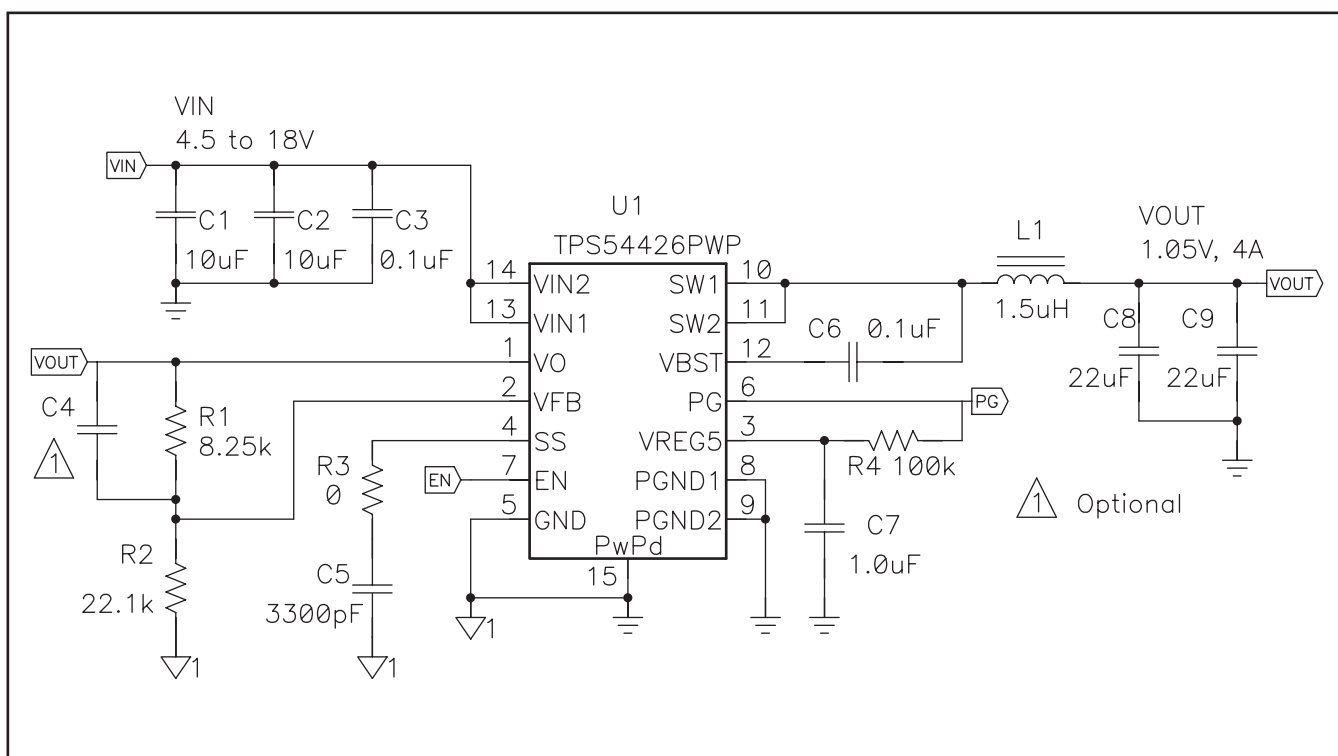 VIN
4.5 to 18V
VIN
C1
10uF
C2
10uF
C3
0.1uF
U1
TPS54426PWP
14 VIN2
13 VIN1
1 VO
2 VFB
4 SS
7 EN
5 GND
SW1 10
SW2 11
VBST 12
PG 6
VREG5 3
PGND1 8
PGND2 9
PwPd
15
L1
1.5uH
VOUT
1.05V, 4A
VOUT
C6 0.1uF
C8
22uF
C9
22uF
PG
R4 100k
C7
1.0uF
1 Optional
VOUT
C4
1
R1
8.25k
R2
22.1k
1
R3
0
C5
3300pF
1
EN
1